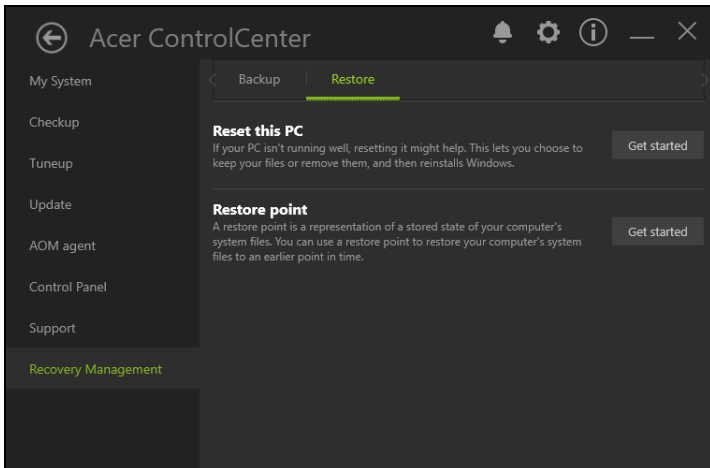 Acer ControlCenter
My System
Checkup
Tuneup
Update
AOM agent
Control Panel
Support
Recovery Management
Backup
Restore
Reset this PC
If your PC isn't running well, resetting it might help. This lets you choose to
keep your files or remove them, and then reinstalls Windows.
Get started
Restore point
A restore point is a representation of a stored state of your computer's
system files. You can use a restore point to restore your computer's system
files to an earlier point in time.
Get started